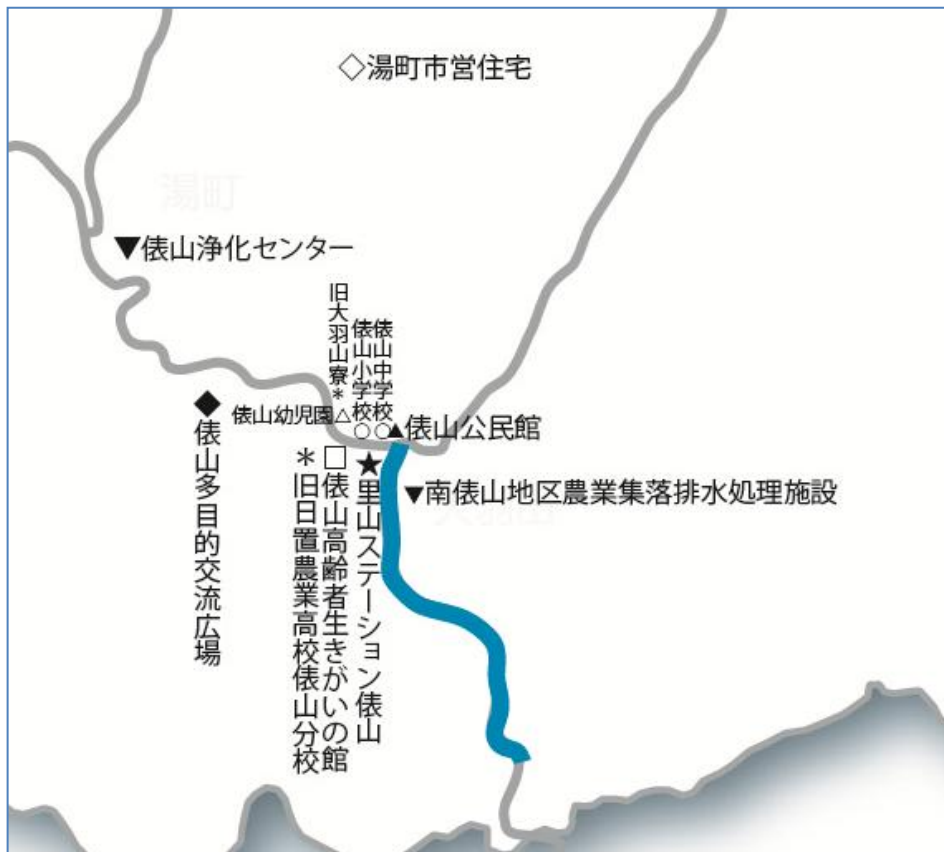 ◇湯町市営住宅
湯町
▼俵山浄化センター
旧大羽山寮*
俵山小学校○
俵山中学校○
俵山幼児園△
▲俵山公民館
◆俵山多目的交流広場
*旧日置農業高校俵山分校
□俵山高齢者生きがいの館
★里山ステーション俵山
▼南俵山地区農業集落排水処理施設